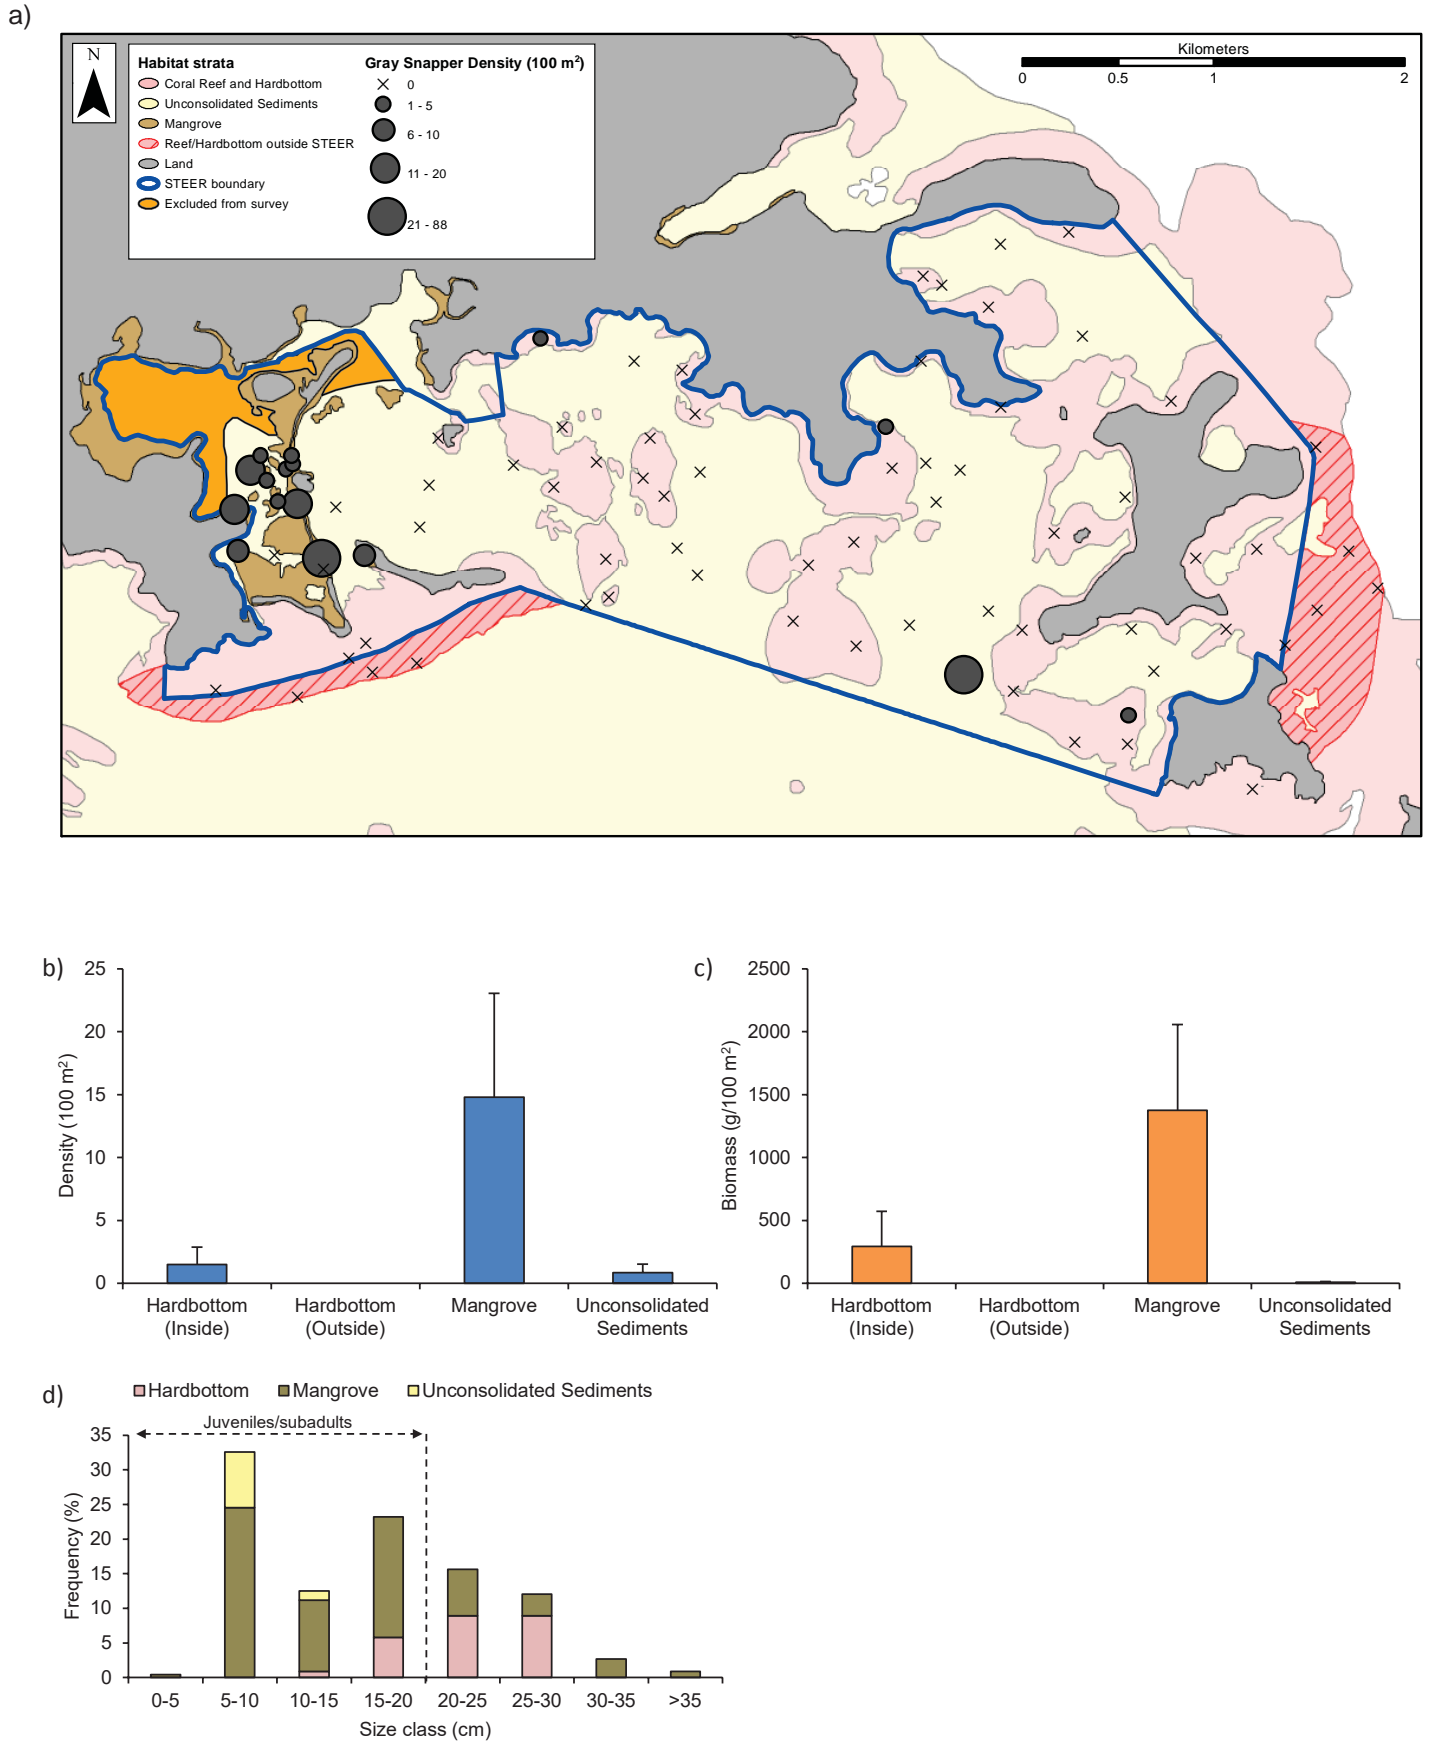 a)
N
Habitat strata
Coral Reef and Hardbottom
Unconsolidated Sediments
Mangrove
Reef/Hardbottom outside STEER
Land
STEER boundary
Excluded from survey
Gray Snapper Density (100 m²)
0
1 - 5
6 - 10
11 - 20
21 - 88
Kilometers
0 0.5 1 2
b)
25
20
15
10
5
0
Density (100 m²)
Hardbottom (Inside)
Hardbottom (Outside)
Mangrove
Unconsolidated Sediments
c)
2500
2000
1500
1000
500
0
Biomass (g/100 m²)
Hardbottom (Inside)
Hardbottom (Outside)
Mangrove
Unconsolidated Sediments
d)
Hardbottom Mangrove Unconsolidated Sediments
Juveniles/subadults
35
30
25
20
15
10
5
0
Frequency (%)
0-5 5-10 10-15 15-20 20-25 25-30 30-35 >35
Size class (cm)